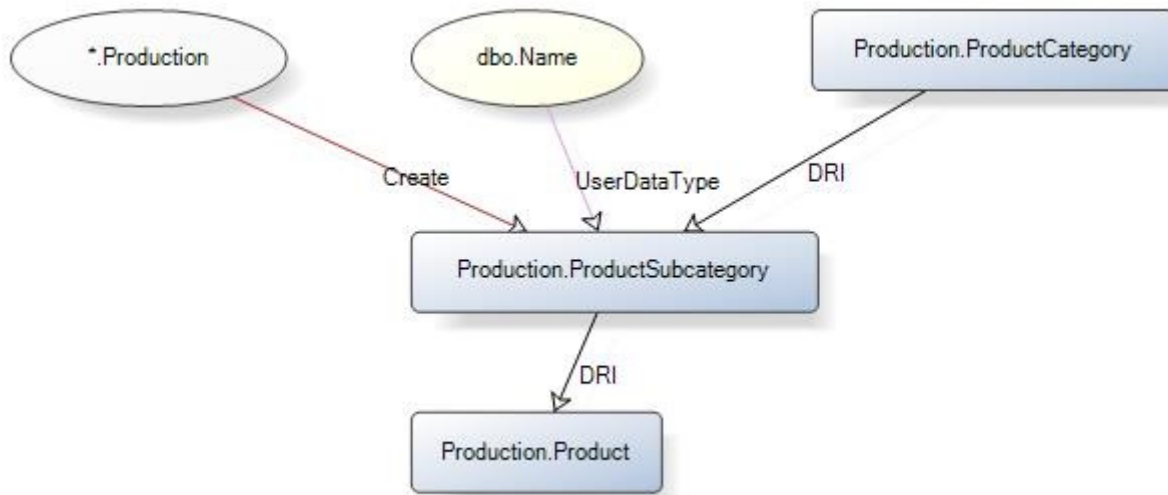 *.Production
dbo.Name
Production.ProductCategory
Create
UserDataType
DRI
Production.ProductSubcategory
DRI
Production.Product